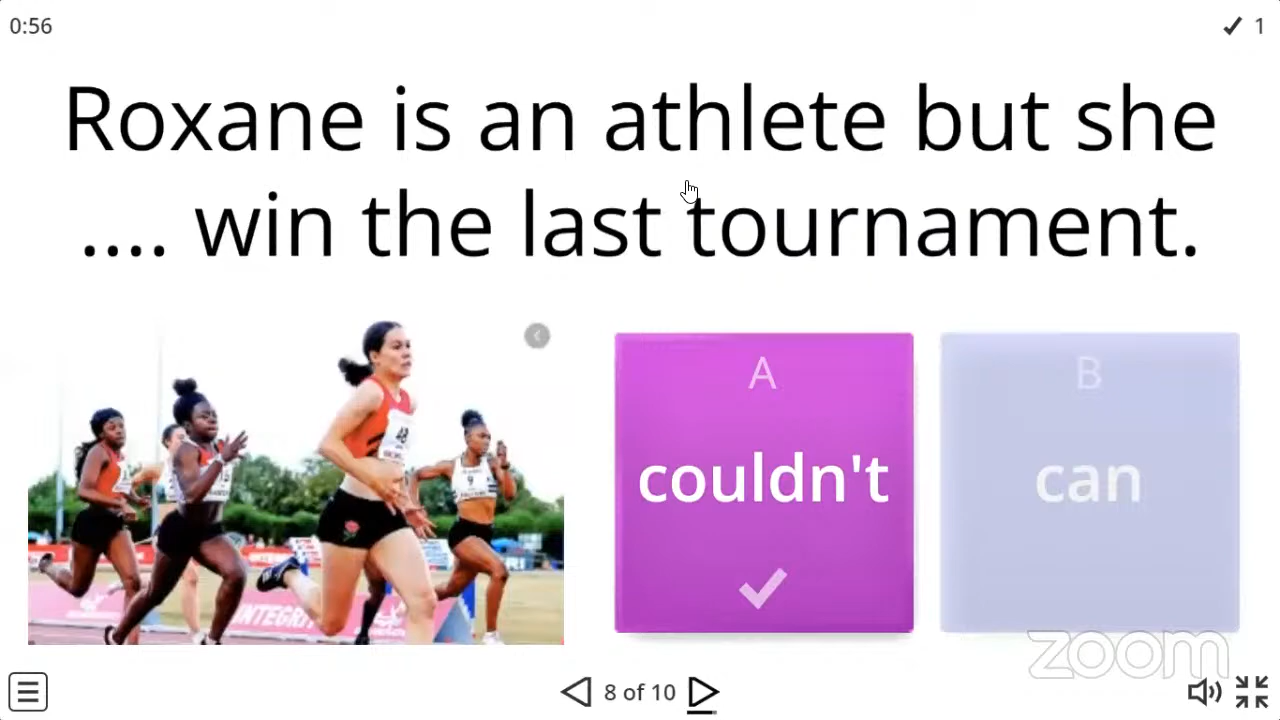 0:56
1
Roxane is an athlete but she
.... win the last tournament.
A
B
couldn't
can
INTEGRI
zoom
8 of 10